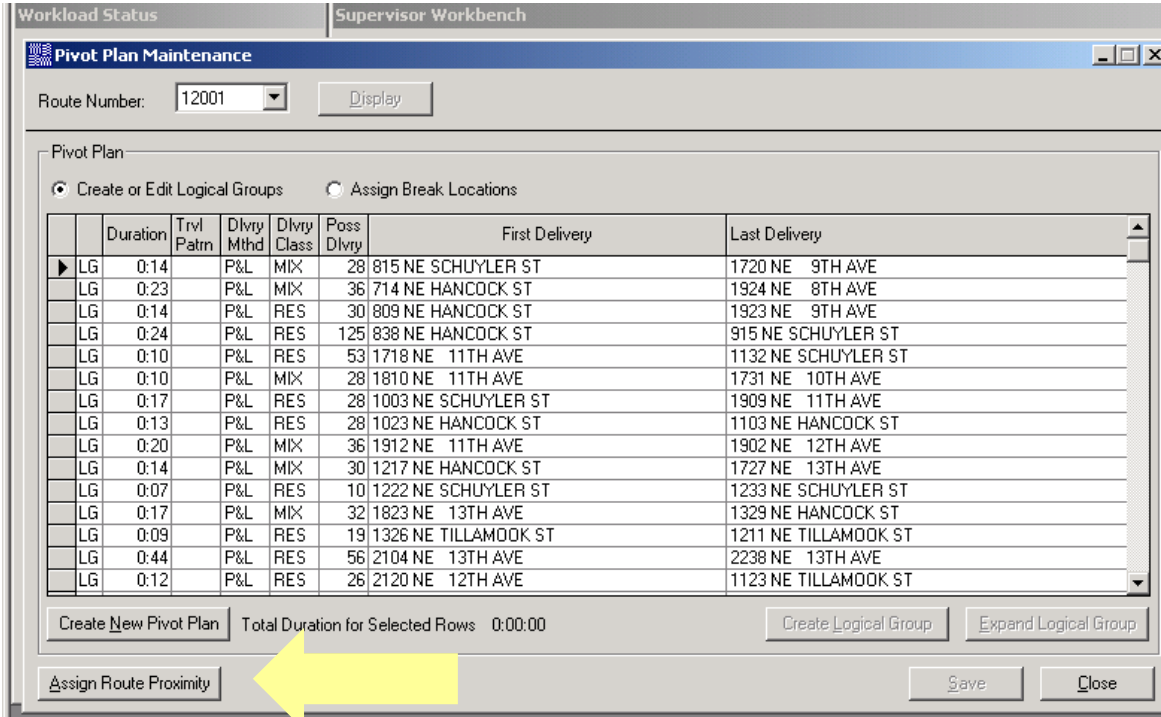 Workload Status Supervisor Workbench
Pivot Plan Maintenance
Route Number: 12001 Display
Pivot Plan
Create or Edit Logical Groups Assign Break Locations
Duration Trvl Patrn Dlvry Mthd Dlvry Class Poss Dlvry First Delivery Last Delivery
LG 0:14 P&L MIX 28 815 NE SCHUYLER ST 1720 NE 9TH AVE
LG 0:23 P&L MIX 36 714 NE HANCOCK ST 1924 NE 8TH AVE
LG 0:14 P&L RES 30 809 NE HANCOCK ST 1923 NE 9TH AVE
LG 0:24 P&L RES 125 838 NE HANCOCK ST 915 NE SCHUYLER ST
LG 0:10 P&L RES 53 1718 NE 11TH AVE 1132 NE SCHUYLER ST
LG 0:10 P&L MIX 28 1810 NE 11TH AVE 1731 NE 10TH AVE
LG 0:17 P&L RES 28 1003 NE SCHUYLER ST 1909 NE 11TH AVE
LG 0:13 P&L RES 28 1023 NE HANCOCK ST 1103 NE HANCOCK ST
LG 0:20 P&L MIX 36 1912 NE 11TH AVE 1902 NE 12TH AVE
LG 0:14 P&L MIX 30 1217 NE HANCOCK ST 1727 NE 13TH AVE
LG 0:07 P&L RES 10 1222 NE SCHUYLER ST 1233 NE SCHUYLER ST
LG 0:17 P&L MIX 32 1823 NE 13TH AVE 1329 NE HANCOCK ST
LG 0:09 P&L RES 19 1326 NE TILLAMOOK ST 1211 NE TILLAMOOK ST
LG 0:44 P&L RES 56 2104 NE 13TH AVE 2238 NE 13TH AVE
LG 0:12 P&L RES 26 2120 NE 12TH AVE 1123 NE TILLAMOOK ST
Create New Pivot Plan Total Duration for Selected Rows 0:00:00 Create Logical Group Expand Logical Group
Assign Route Proximity Save Close